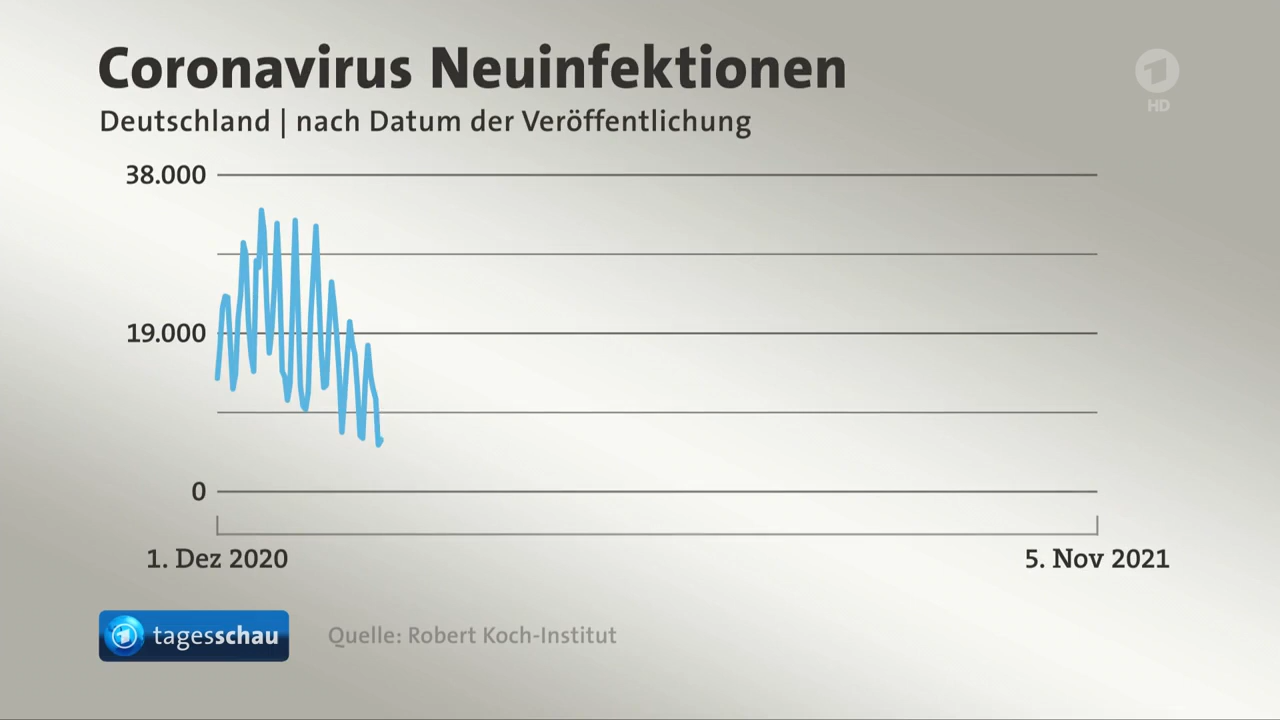 Coronavirus Neuinfektionen
Deutschland | nach Datum der Veröffentlichung
HD
38.000
19.000
0
1. Dez 2020
5. Nov 2021
tagesschau
Quelle: Robert Koch-Institut